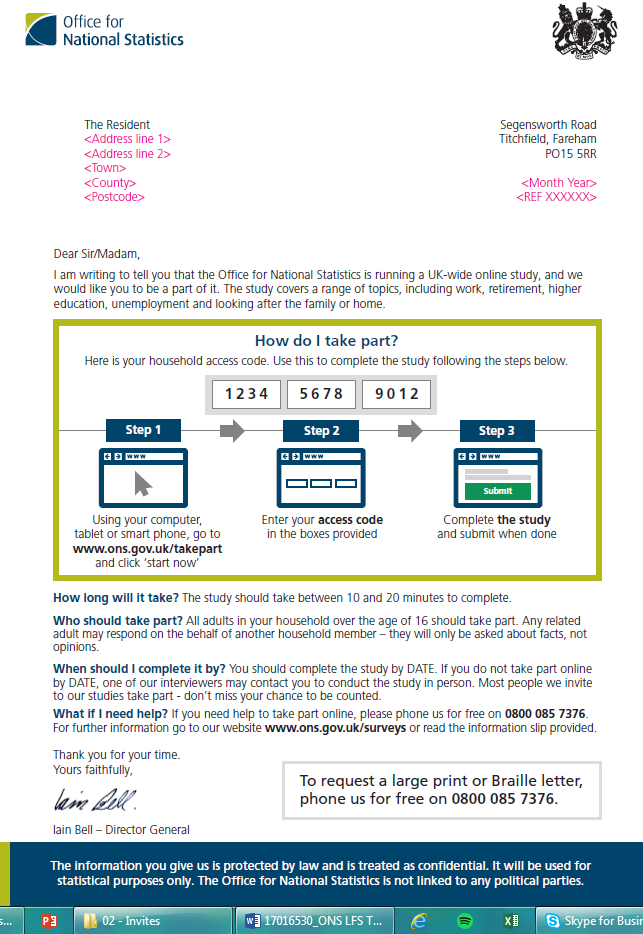 Office for
National Statistics
The Resident
<Address line 1>
<Address line 2>
<Town>
<County>
<Postcode>
Segensworth Road
Titchfield, Fareham
PO15 5RR
<Month Year>
<REF XXXXXX>
Dear Sir/Madam,
I am writing to tell you that the Office for National Statistics is running a UK-wide online study, and we
would like you to be a part of it. The study covers a range of topics, including work, retirement, higher
education, unemployment and looking after the family or home.
How do I take part?
Here is your household access code. Use this to complete the study following the steps below.
1234 5678 9012
Step 1
Step 2
Step 3
www
www
www
Submit
Using your computer,
tablet or smart phone, go to
www.ons.gov.uk/takepart
and click ‘start now’
Enter your access code
in the boxes provided
Complete the study
and submit when done
How long will it take? The study should take between 10 and 20 minutes to complete.
Who should take part? All adults in your household over the age of 16 should take part. Any related
adult may respond on the behalf of another household member – they will only be asked about facts, not
opinions.
When should I complete it by? You should complete the study by DATE. If you do not take part online
by DATE, one of our interviewers may contact you to conduct the study in person. Most people we invite
to our studies take part - don’t miss your chance to be counted.
What if I need help? If you need help to take part online, please phone us for free on 0800 085 7376.
For further information go to our website www.ons.gov.uk/surveys or read the information slip provided.
Thank you for your time.
Yours faithfully,
Iain Bell.
Iain Bell – Director General
To request a large print or Braille letter,
phone us for free on 0800 085 7376.
The information you give us is protected by law and is treated as confidential. It will be used for
statistical purposes only. The Office for National Statistics is not linked to any political parties.
s... 02 - Invites 17016530_ONS LFS T... Skype for Busin